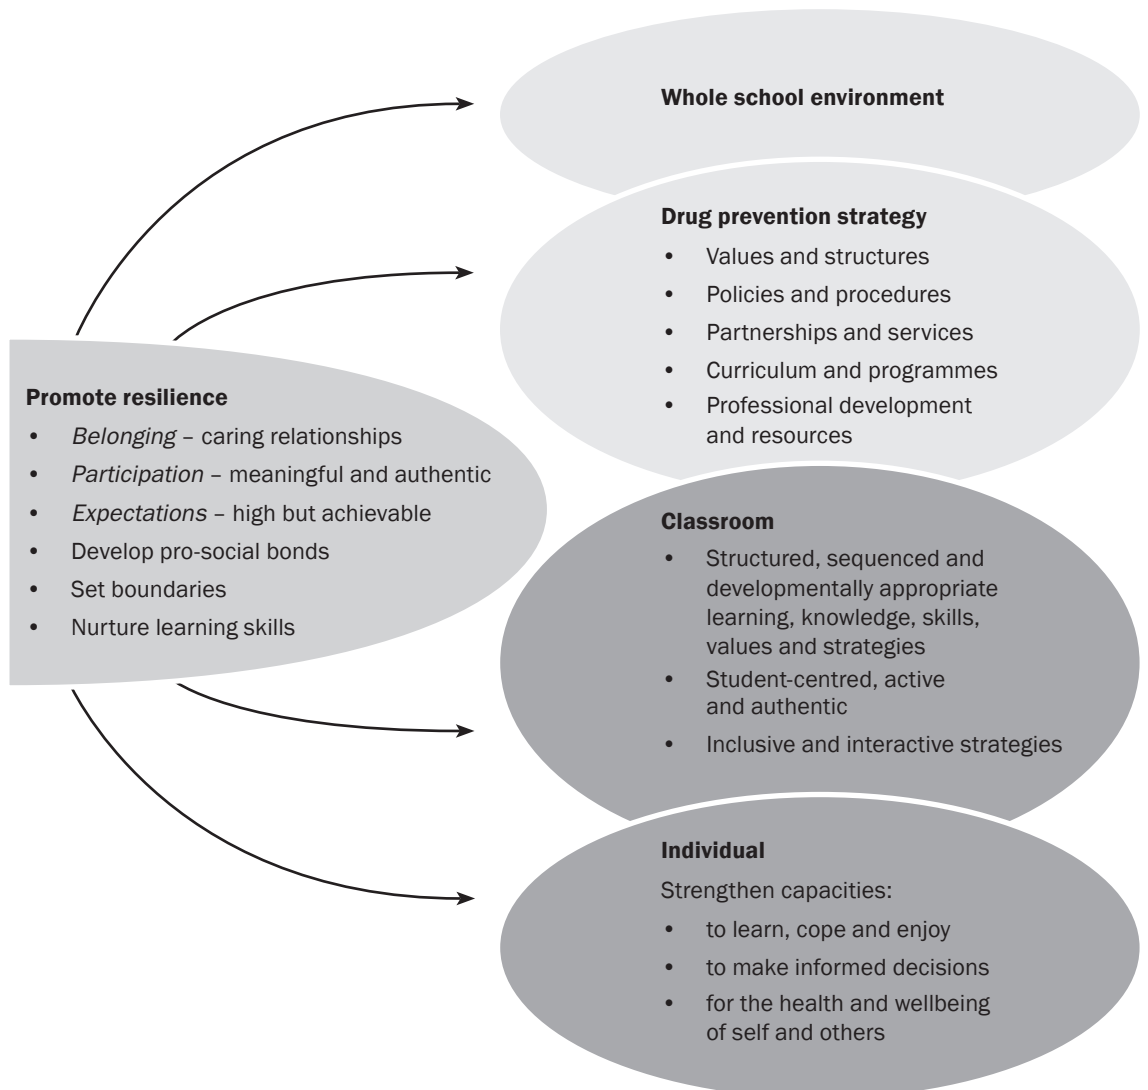 Whole school environment
Drug prevention strategy
• Values and structures
• Policies and procedures
• Partnerships and services
• Curriculum and programmes
• Professional development
and resources
Promote resilience
• Belonging – caring relationships
• Participation – meaningful and authentic
• Expectations – high but achievable
• Develop pro-social bonds
• Set boundaries
• Nurture learning skills
Classroom
• Structured, sequenced and
developmentally appropriate
learning, knowledge, skills,
values and strategies
• Student-centred, active
and authentic
• Inclusive and interactive strategies
Individual
Strengthen capacities:
• to learn, cope and enjoy
• to make informed decisions
• for the health and wellbeing
of self and others